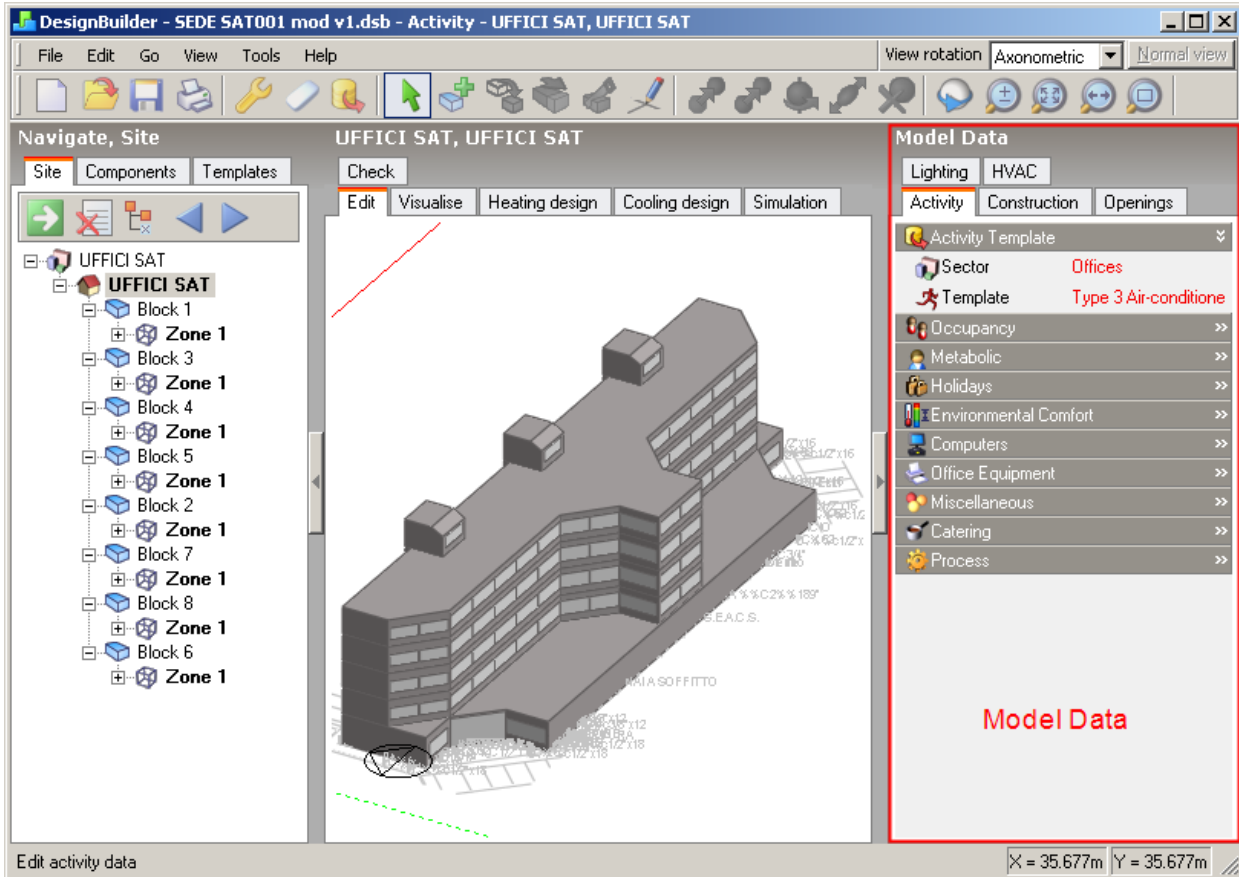 DesignBuilder - SEDE SAT001 mod v1.dsb - Activity - UFFICI SAT, UFFICI SAT
File Edit Go View Tools Help
View rotation Axonometric Normal view
Navigate, Site
Site Components Templates
UFFICI SAT
UFFICI SAT
Block 1
Zone 1
Block 3
Zone 1
Block 4
Zone 1
Block 5
Zone 1
Block 2
Zone 1
Block 7
Zone 1
Block 8
Zone 1
Block 6
Zone 1
UFFICI SAT, UFFICI SAT
Check
Edit Visualise Heating design Cooling design Simulation
%%C2%%189"
G.E.A.C.S.
SOFFITTO
Model Data
Lighting HVAC
Activity Construction Openings
Activity Template
Sector Offices
Template Type 3 Air-conditione
Occupancy
Metabolic
Holidays
Environmental Comfort
Computers
Office Equipment
Miscellaneous
Catering
Process
Model Data
Edit activity data
X = 35.677m Y = 35.677m